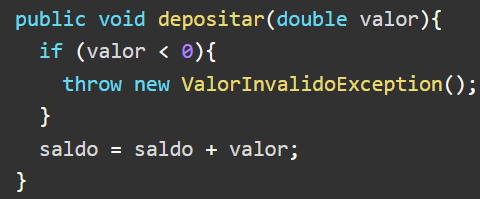 public void depositar(double valor){
  if (valor < 0){
    throw new ValorInvalidoException();
  }
  saldo = saldo + valor;
}